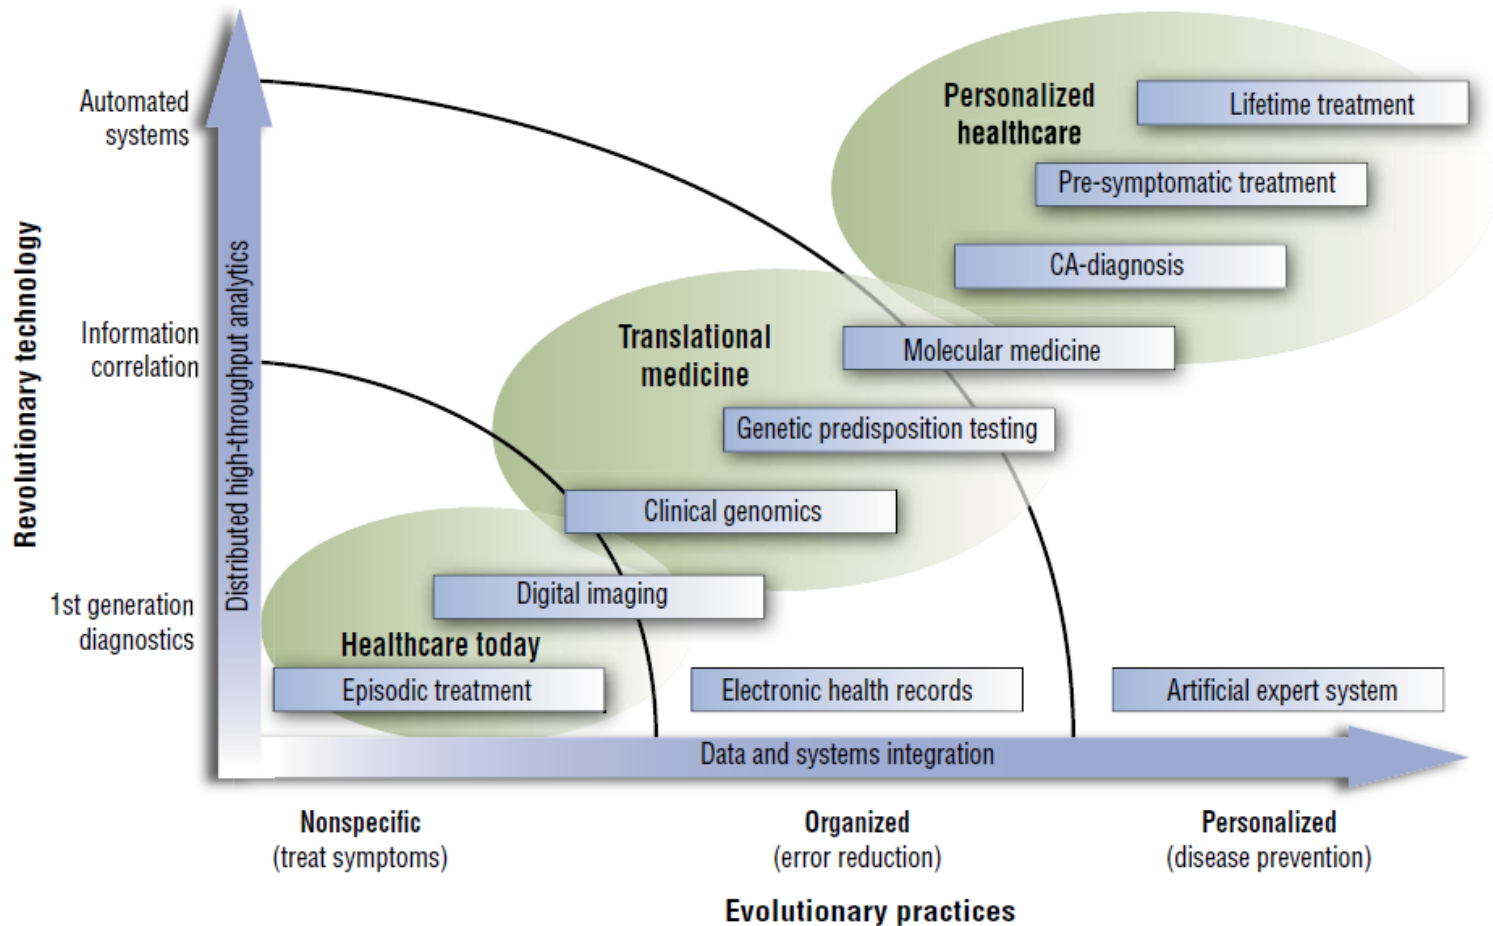 Revolutionary technology
Automated
systems
Information
correlation
1st generation
diagnostics
Distributed high-throughput analytics
Personalized
healthcare
Lifetime treatment
Pre-symptomatic treatment
CA-diagnosis
Translational
medicine
Molecular medicine
Genetic predisposition testing
Clinical genomics
Digital imaging
Healthcare today
Episodic treatment
Electronic health records
Artificial expert system
Data and systems integration
Nonspecific
(treat symptoms)
Organized
(error reduction)
Personalized
(disease prevention)
Evolutionary practices